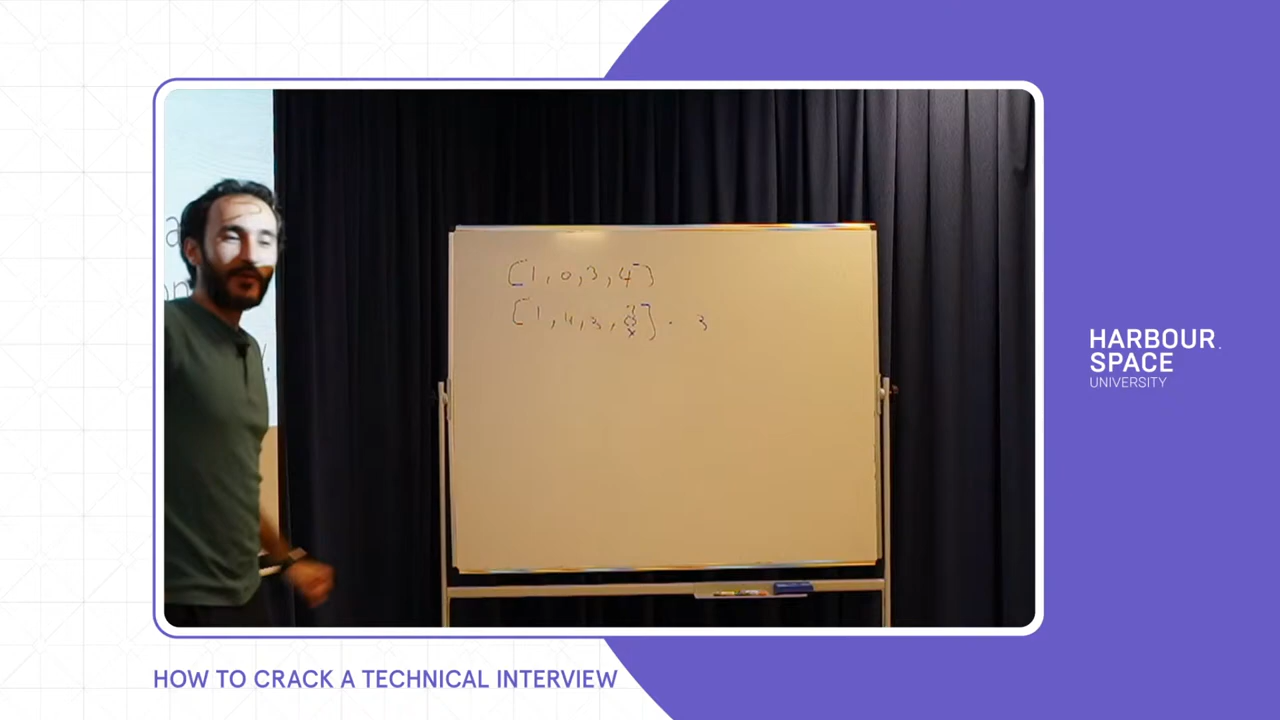 [1, 0, 3, 4]
[1, 4, 3,
3
HARBOUR.
SPACE
UNIVERSITY
HOW TO CRACK A TECHNICAL INTERVIEW